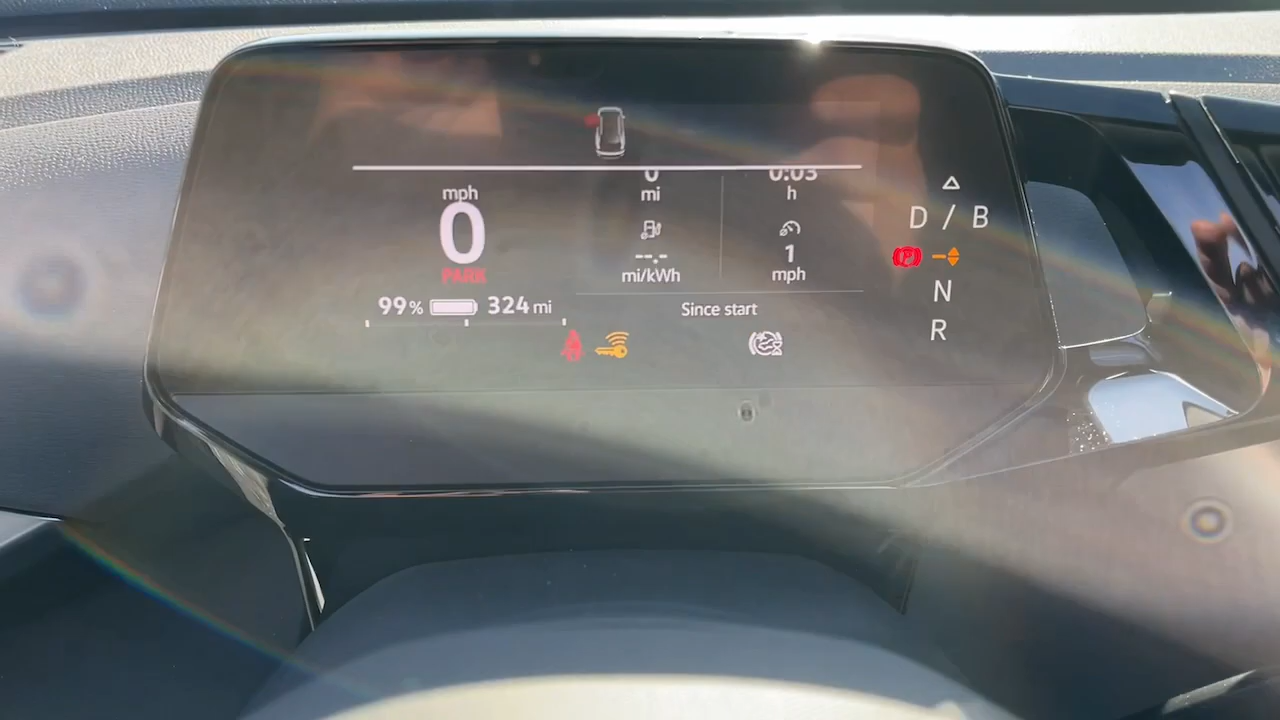 mph
0
PARK
99% 324 mi
0
mi
--.-
mi/kWh
0:03
h
1
mph
Since start
D / B
P
N
R